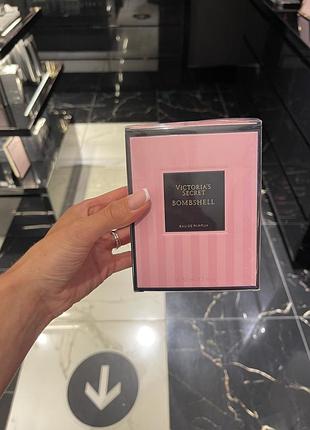 VICTORIA'S
SECRET
BOMBSHELL
EAU DE PARFUM